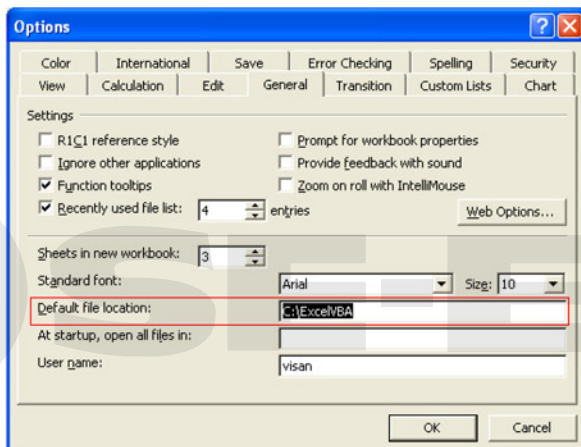 Options
Color International Save Error Checking Spelling Security
View Calculation Edit General Transition Custom Lists Chart
Settings
R1C1 reference style Prompt for workbook properties
Ignore other applications Provide feedback with sound
Function tooltips Zoom on roll with IntelliMouse
Recently used file list: 4 entries Web Options...
Sheets in new workbook: 3
Standard font: Arial Size: 10
Default file location: C:\ExcelVBA
At startup, open all files in:
User name: visan
OK Cancel